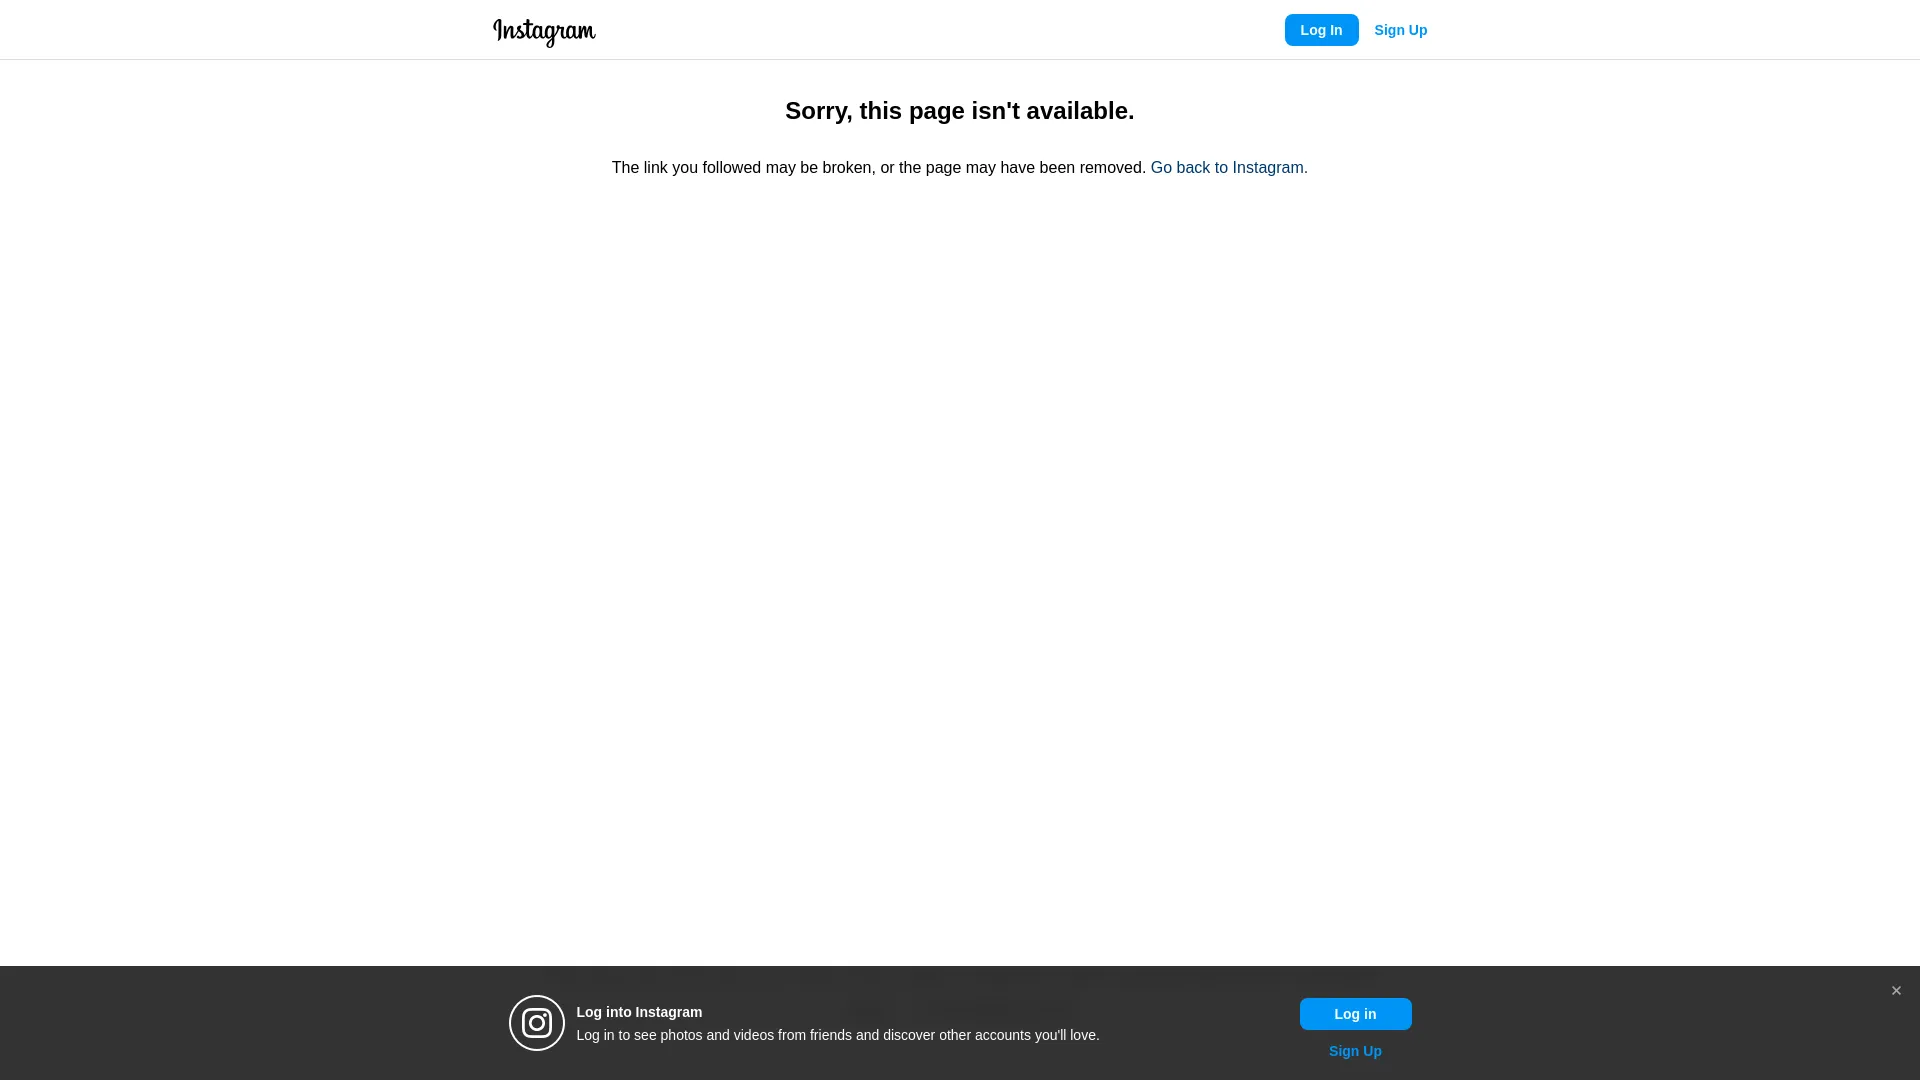 Instagram
Log In
Sign Up
Sorry, this page isn't available.
The link you followed may be broken, or the page may have been removed. Go back to Instagram.
Log into Instagram
Log in to see photos and videos from friends and discover other accounts you'll love.
Log in
Sign Up